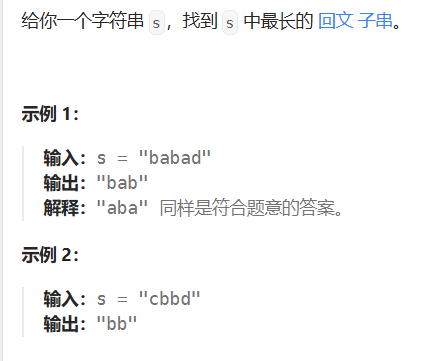 给你一个字符串 s，找到 s 中最长的 回文 子串。
示例 1：
输入：s = "babad"
输出："bab"
解释："aba" 同样是符合题意的答案。
示例 2：
输入：s = "cbbd"
输出："bb"